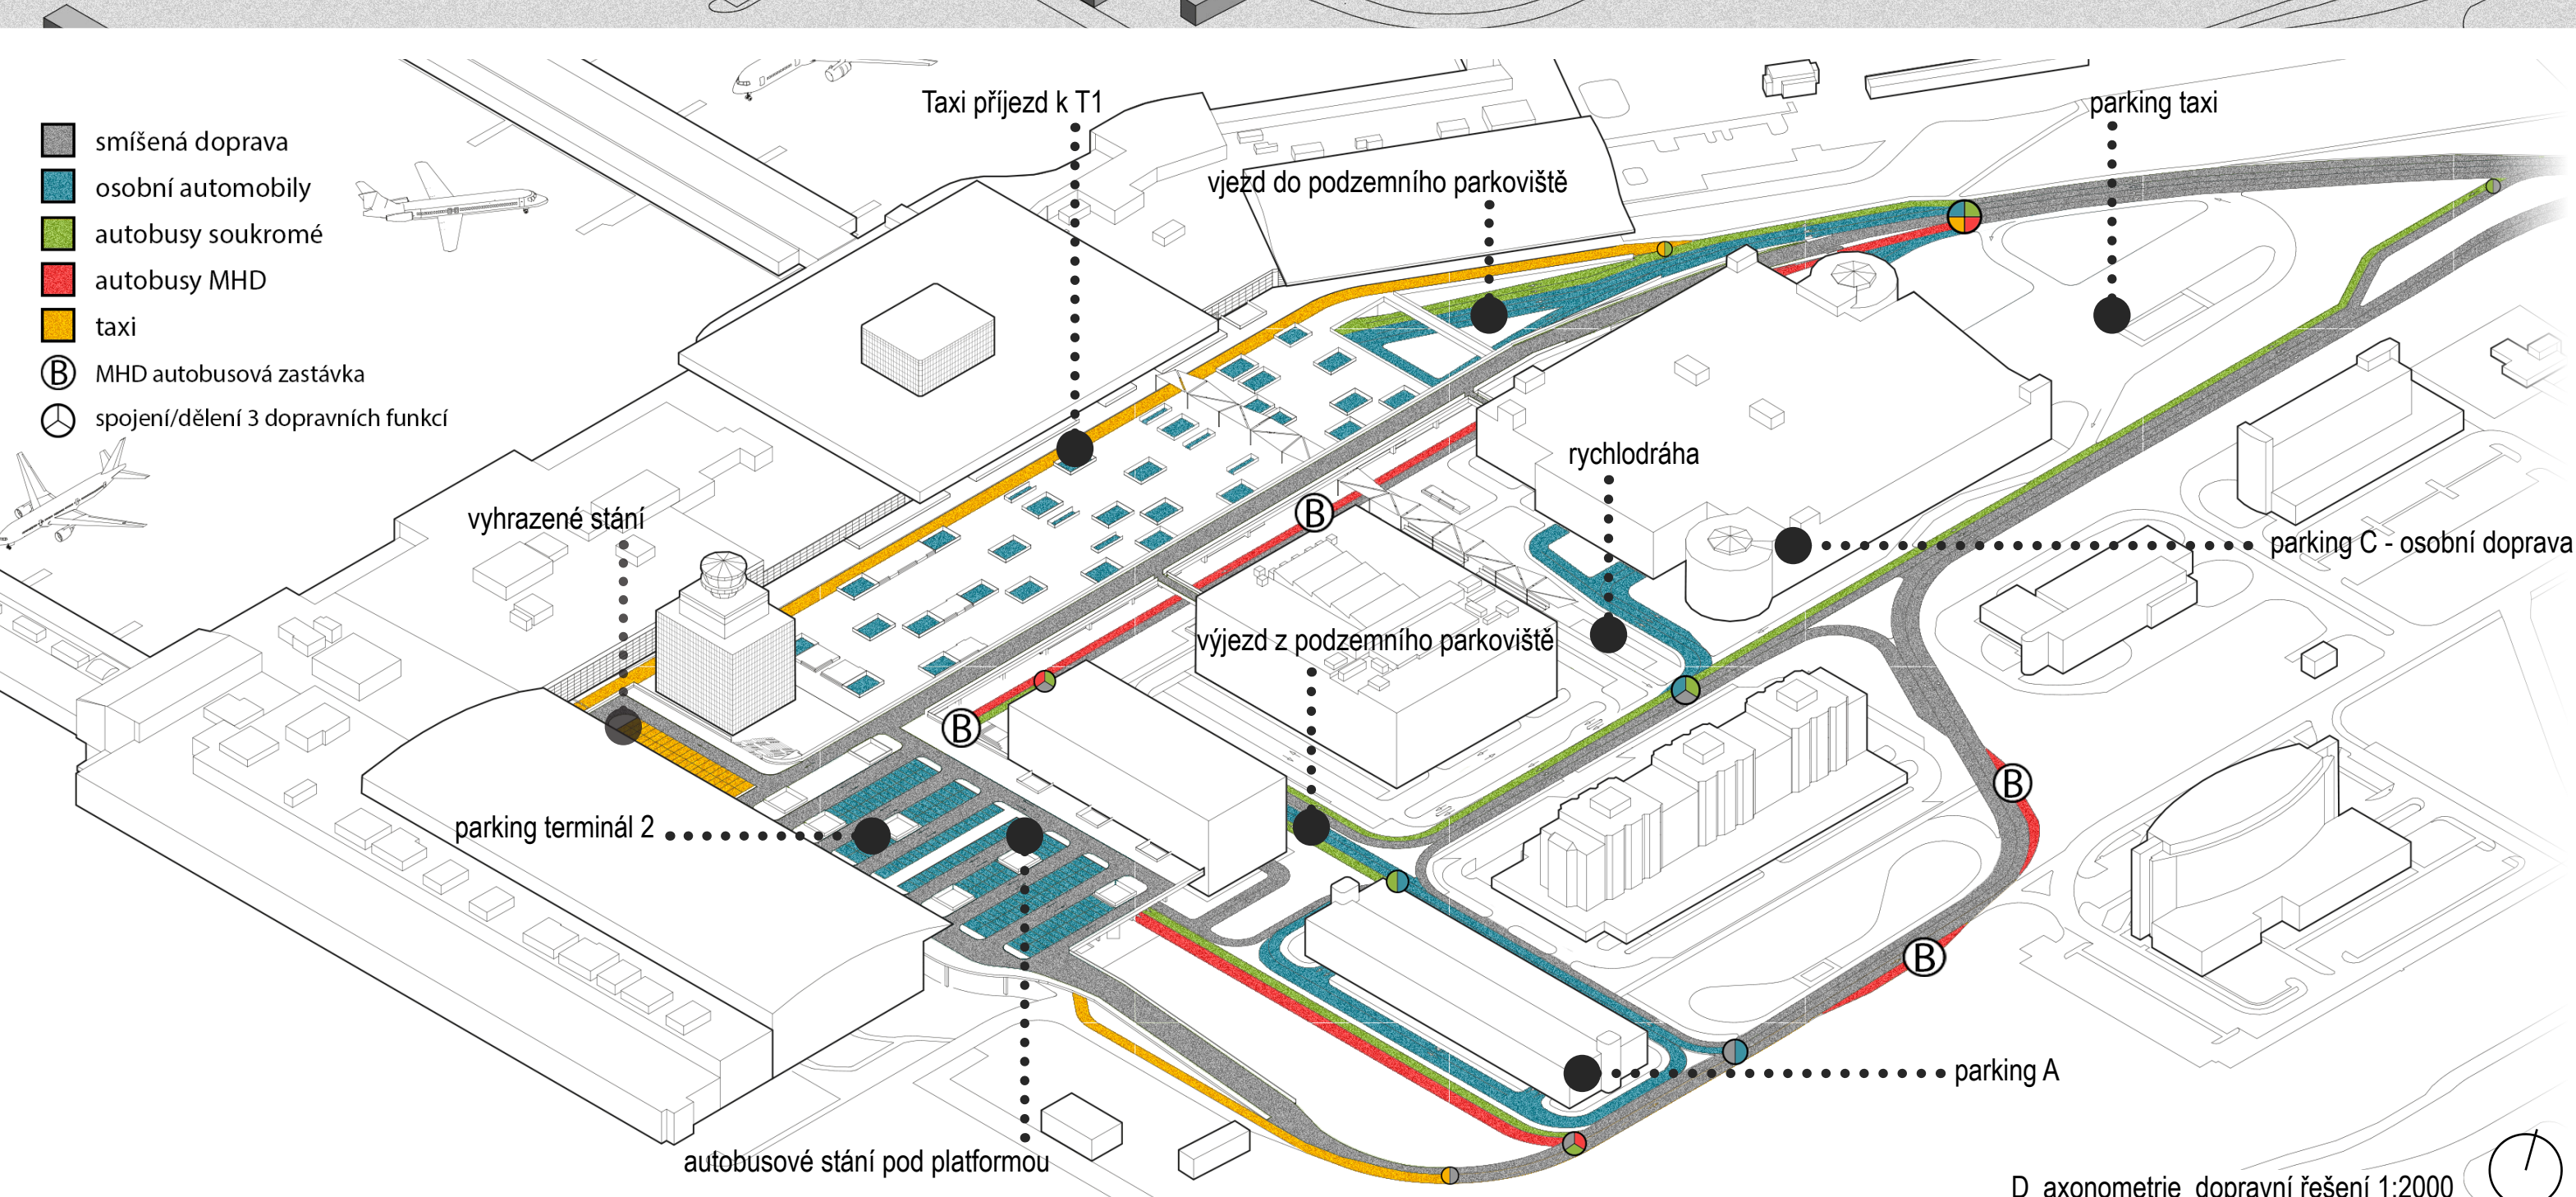 Taxi příjezd k T1
parking taxi
smíšená doprava
osobní automobily
autobusy soukromé
autobusy MHD
taxi
B MHD autobusová zastávka
spojení/dělení 3 dopravních funkcí
vjezd do podzemního parkoviště
rychlodráha
vyhrazené stání
B
parking C - osobní doprava
výjezd z podzemního parkoviště
B
B
parking terminál 2
B
parking A
autobusové stání pod platformou
D axonometrie dopravní řešení 1:2000